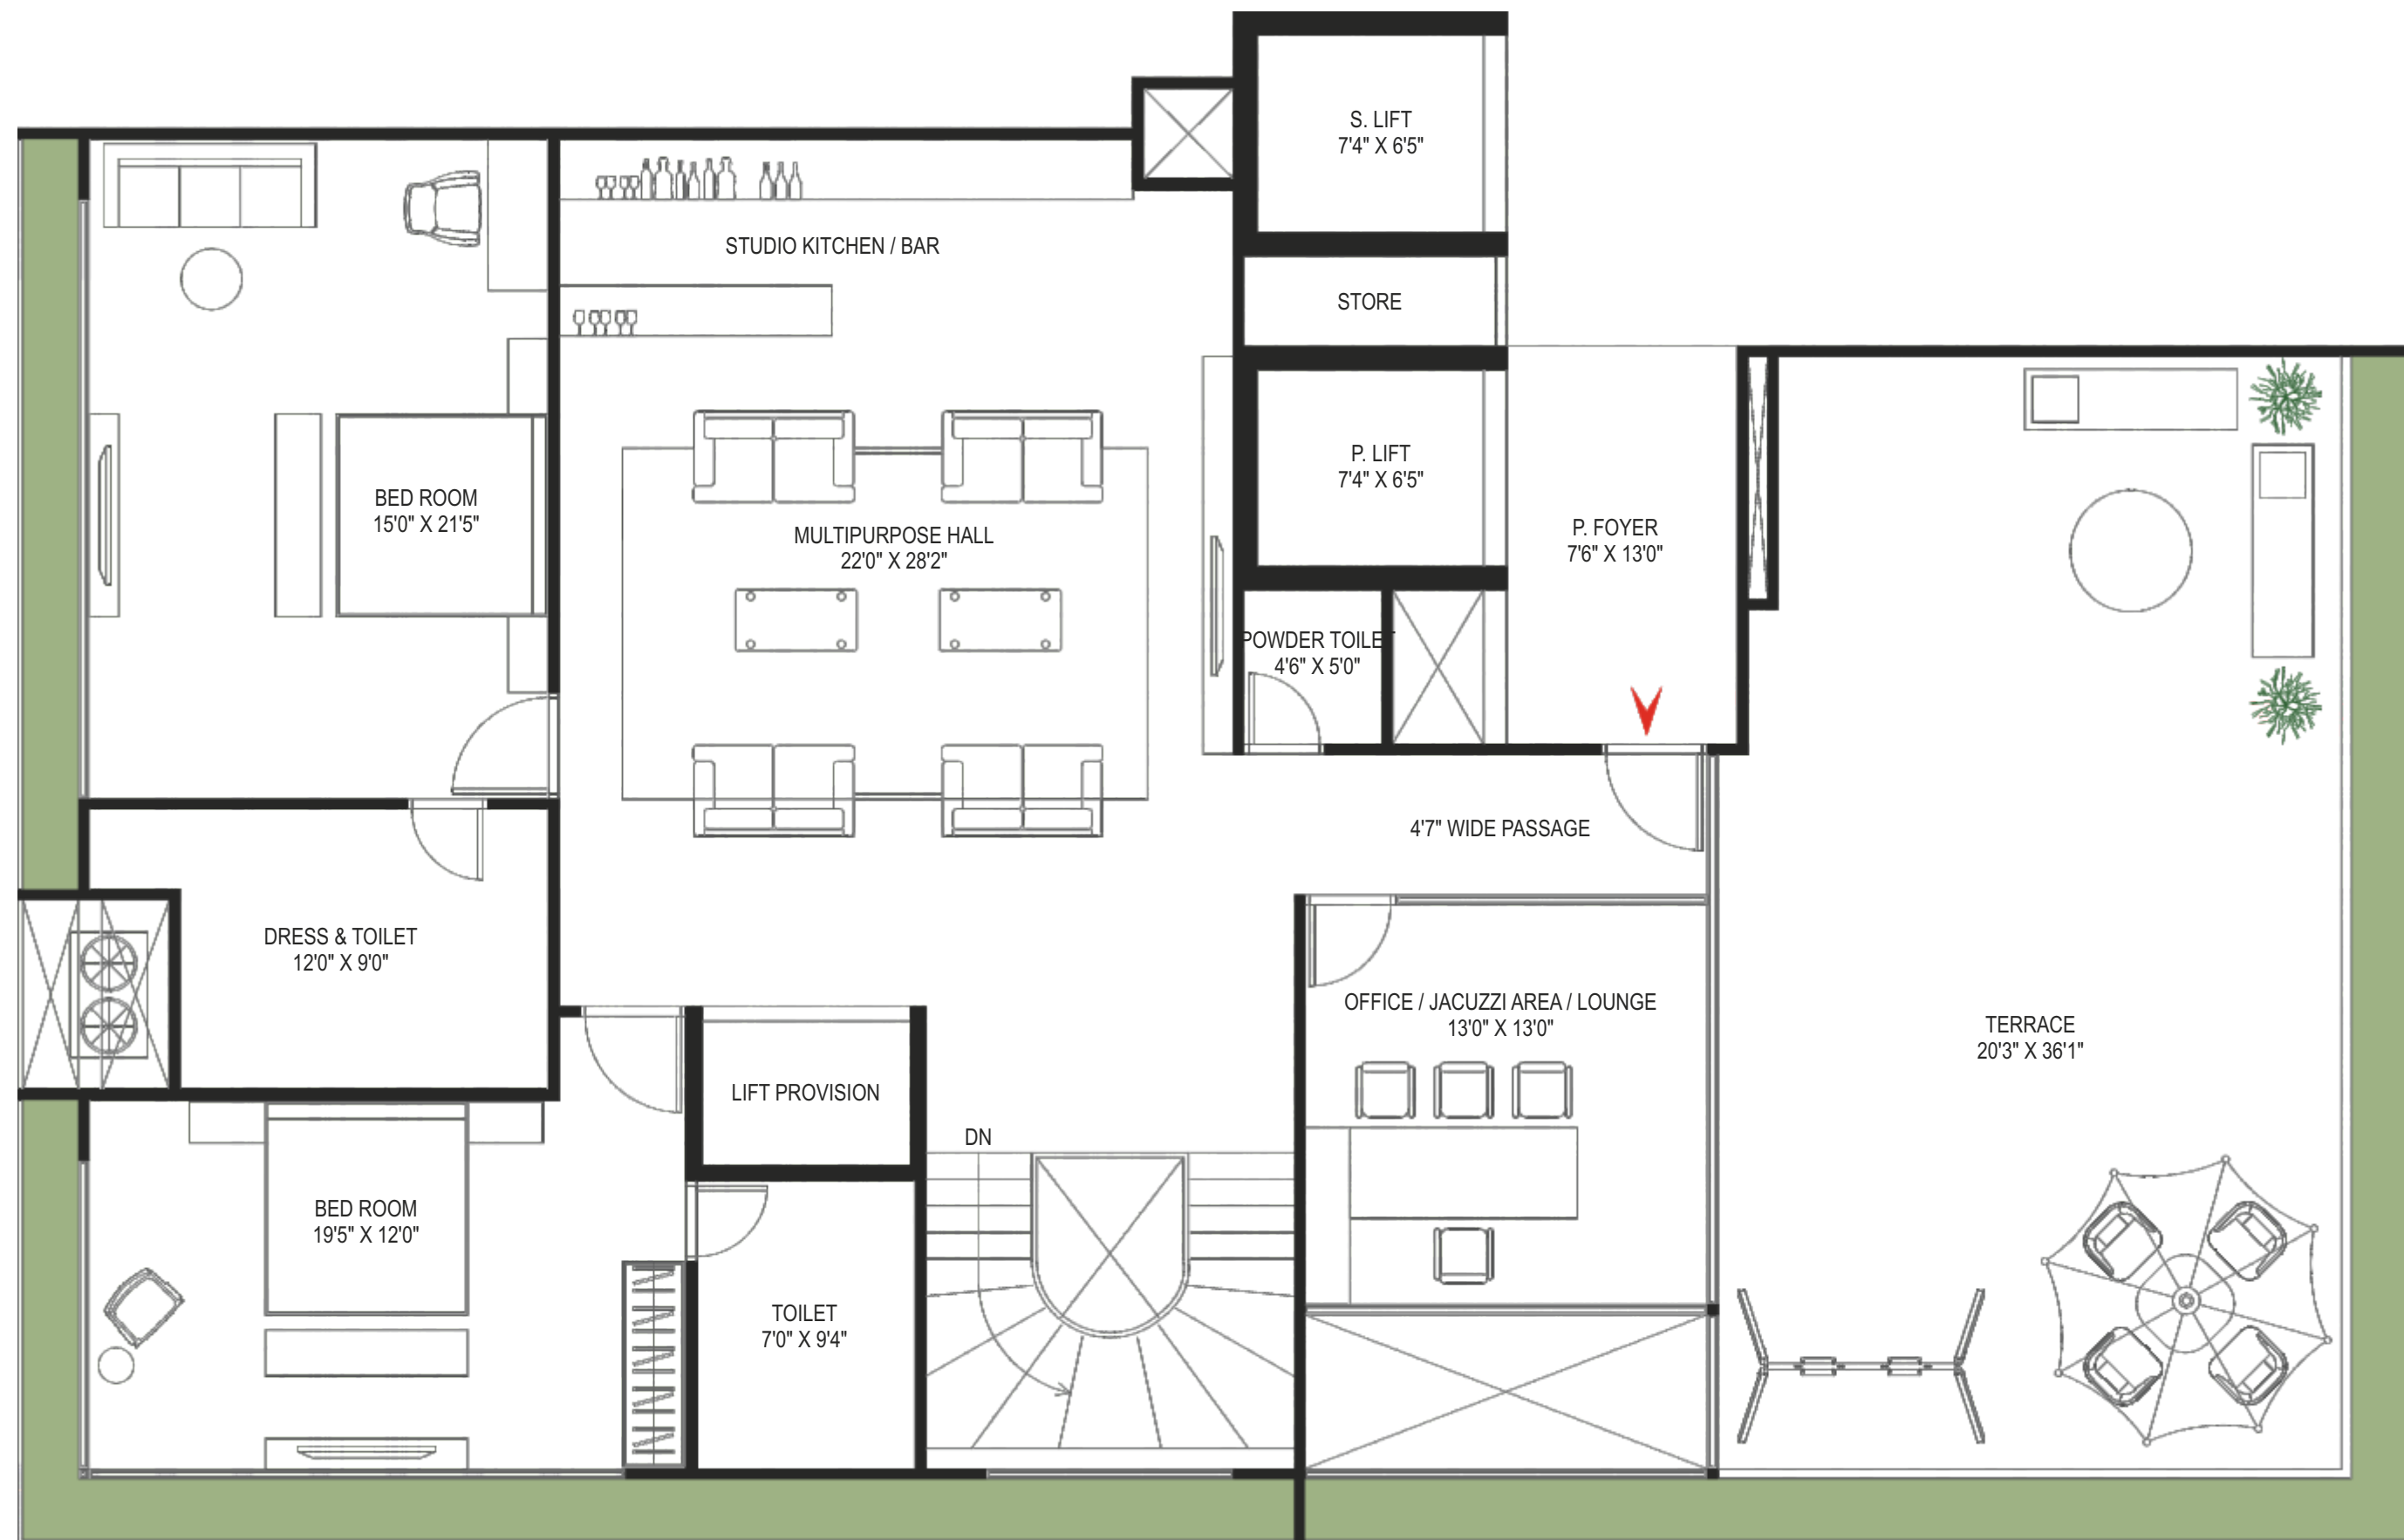 S. LIFT
7'4" X 6'5"
STUDIO KITCHEN / BAR
STORE
P. LIFT
7'4" X 6'5"
BED ROOM
15'0" X 21'5"
MULTIPURPOSE HALL
22'0" X 28'2"
P. FOYER
7'6" X 13'0"
POWDER TOILET
4'6" X 5'0"
4'7" WIDE PASSAGE
DRESS & TOILET
12'0" X 9'0"
OFFICE / JACUZZI AREA / LOUNGE
13'0" X 13'0"
TERRACE
20'3" X 36'1"
LIFT PROVISION
DN
BED ROOM
19'5" X 12'0"
TOILET
7'0" X 9'4"